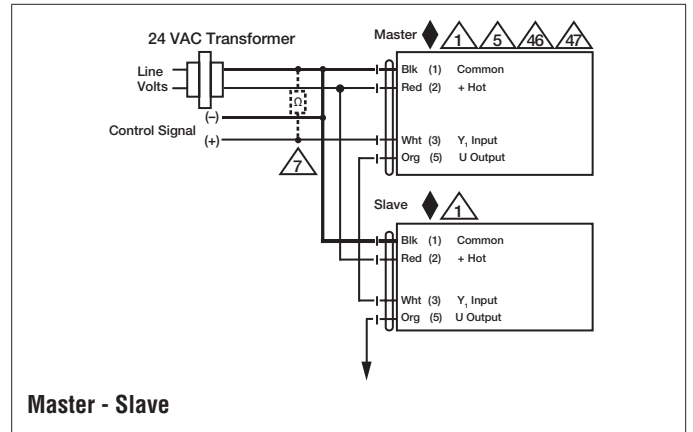 24 VAC Transformer
Line
Volts
Control Signal
(–)
(+)
Ω
7
Master
1
5
46
47
Blk (1) Common
Red (2) + Hot
Wht (3) Y1 Input
Org (5) U Output
Slave
1
Blk (1) Common
Red (2) + Hot
Wht (3) Y1 Input
Org (5) U Output
Master - Slave